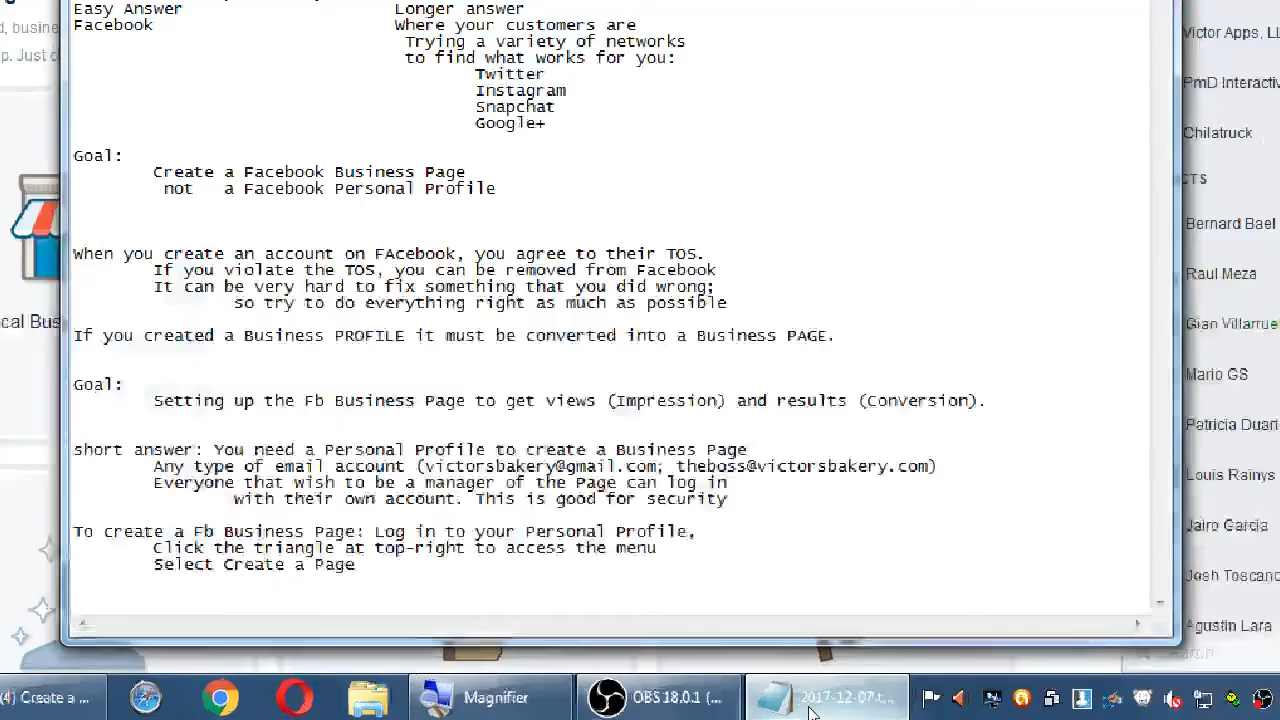 Easy Answer Longer answer
Facebook Where your customers are
Trying a variety of networks
to find what works for you:
Twitter
Instagram
Snapchat
Google+
Goal:
Create a Facebook Business Page
not a Facebook Personal Profile
When you create an account on FAcebook, you agree to their TOS.
If you violate the TOS, you can be removed from Facebook
It can be very hard to fix something that you did wrong;
so try to do everything right as much as possible
If you created a Business PROFILE it must be converted into a Business PAGE.
Goal:
Setting up the Fb Business Page to get views (Impression) and results (Conversion).
short answer: You need a Personal Profile to create a Business Page
Any type of email account (victorsbakery@gmail.com; theboss@victorsbakery.com)
Everyone that wish to be a manager of the Page can log in
with their own account. This is good for security
To create a Fb Business Page: Log in to your Personal Profile,
Click the triangle at top-right to access the menu
Select Create a Page
d, busine
p. Just d
cal Bus
Victor Apps, LL
PmD Interactiv
Chilatruck
CTS
Bernard Bael
Raul Meza
Gian Villarruel
Mario GS
Patricia Duart
Louis Rainys
Jairo Garcia
Josh Toscano
Agustin Lara
(4) Create a ...
Magnifier
OBS 18.0.1 (...
2017-12-07-t...